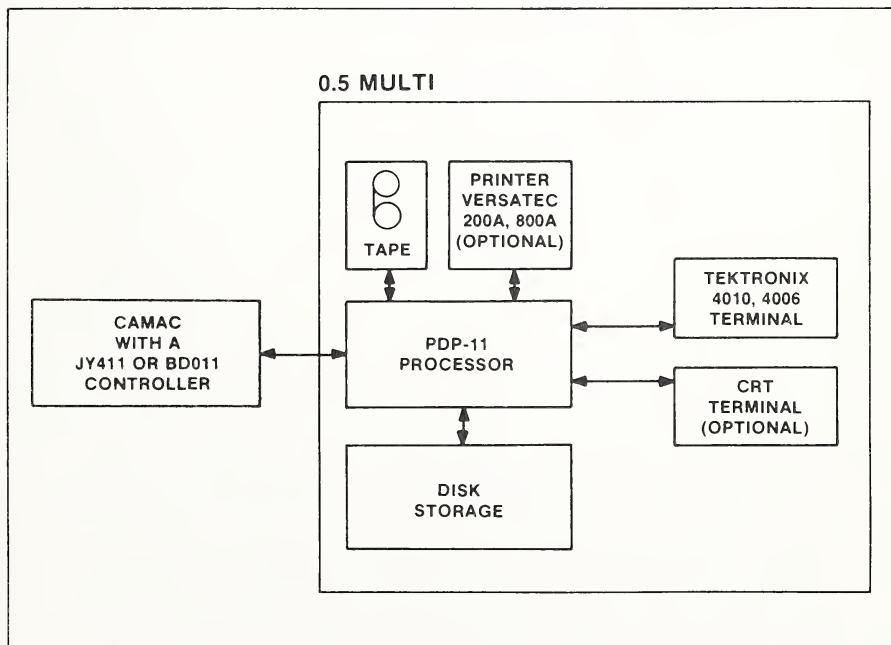 0.5 MULTI
TAPE
PRINTER
VERSATEC
200A, 800A
(OPTIONAL)
TEKTRONIX
4010, 4006
TERMINAL
CAMAC
WITH A
JY411 OR BD011
CONTROLLER
PDP-11
PROCESSOR
CRT
TERMINAL
(OPTIONAL)
DISK
STORAGE